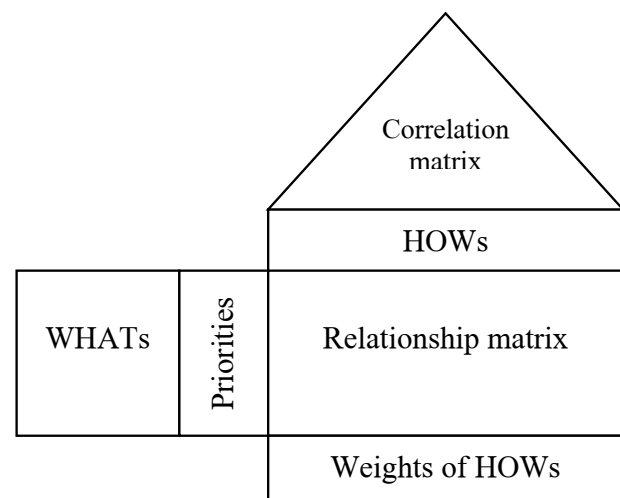 Correlation
matrix
HOWs
WHATs
Priorities
Relationship matrix
Weights of HOWs